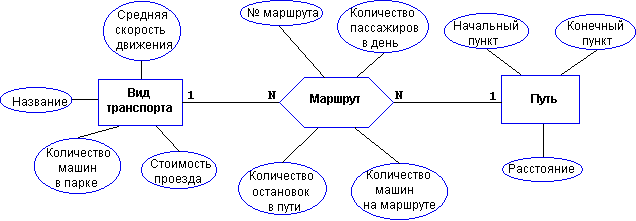 Средняя
скорость
движения
Название
Вид
транспорта
Количество
машин
в парке
Стоимость
проезда
1
N
№ маршрута
Количество
пассажиров
в день
Маршрут
Количество
остановок
в пути
Количество
машин
на маршруте
N
1
Начальный
пункт
Конечный
пункт
Путь
Расстояние